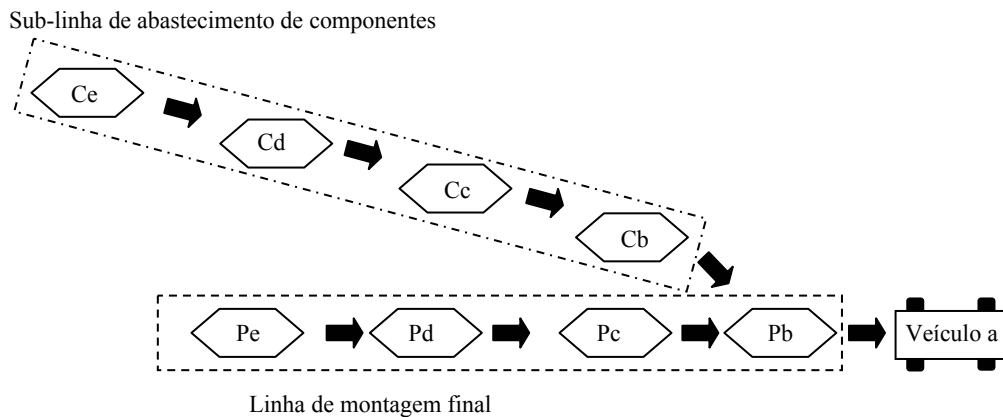 Sub-linha de abastecimento de componentes
Ce
Cd
Cc
Cb
Pe
Pd
Pc
Pb
Veículo a
Linha de montagem final